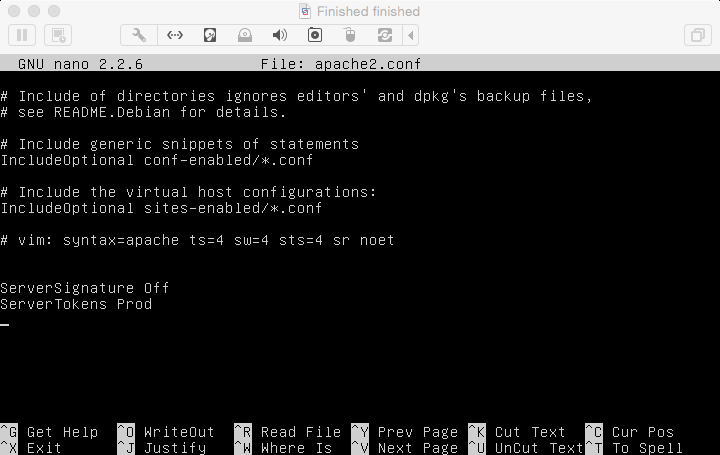 Finished finished
GNU nano 2.2.6 File: apache2.conf
# Include of directories ignores editors' and dpkg's backup files,
# see README.Debian for details.
# Include generic snippets of statements
IncludeOptional conf-enabled/*.conf
# Include the virtual host configurations:
IncludeOptional sites-enabled/*.conf
# vim: syntax=apache ts=4 sw=4 sts=4 sr noet
ServerSignature Off
ServerTokens Prod
^G Get Help ^O WriteOut ^R Read File ^Y Prev Page ^K Cut Text ^C Cur Pos
^X Exit ^J Justify ^W Where Is ^V Next Page ^U UnCut Text ^T To Spell